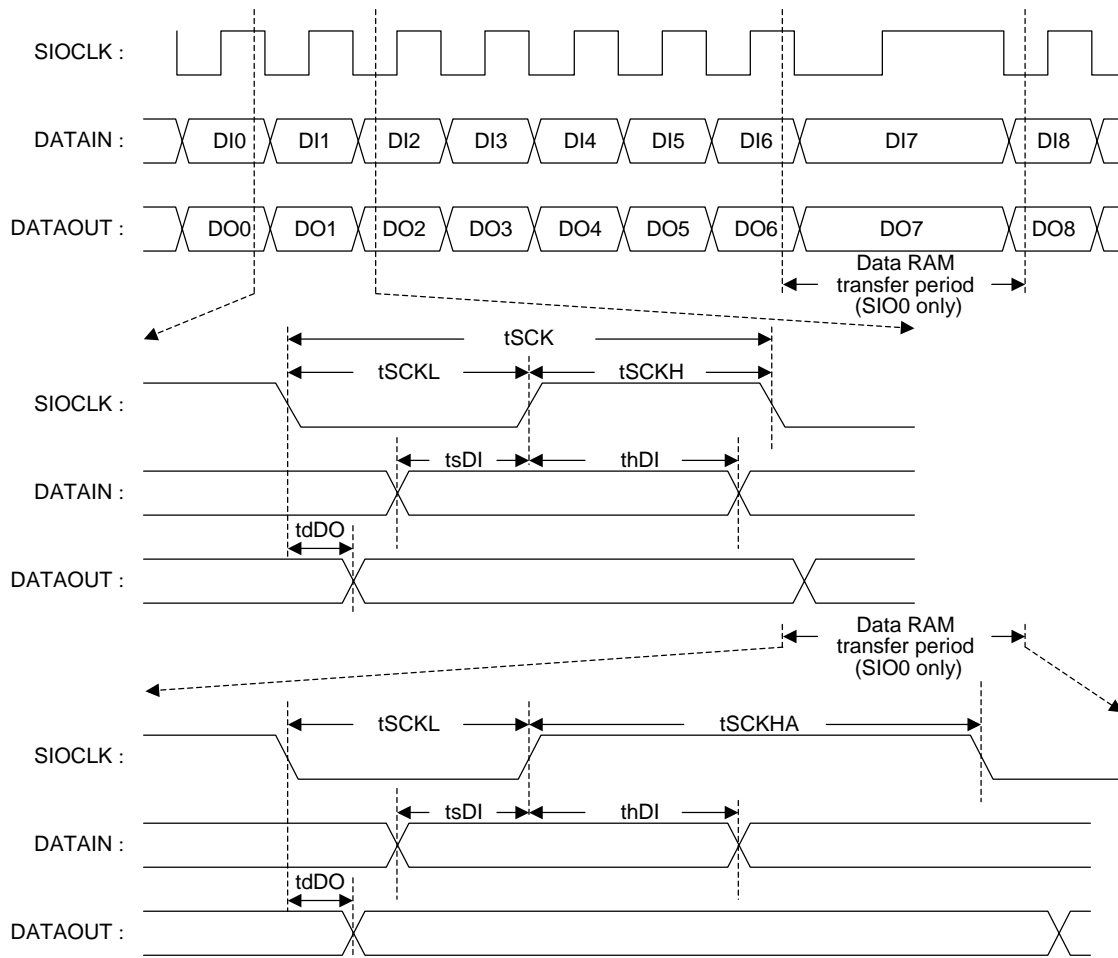 SIOCLK :
DATAIN :
DI0 DI1 DI2 DI3 DI4 DI5 DI6 DI7 DI8
DATAOUT :
DO0 DO1 DO2 DO3 DO4 DO5 DO6 DO7 DO8
Data RAM
transfer period
(SIO0 only)
tSCK
tSCKL tSCKH
SIOCLK :
tsDI thDI
DATAIN :
tdDO
DATAOUT :
Data RAM
transfer period
(SIO0 only)
tSCKL tSCKHA
SIOCLK :
tsDI thDI
DATAIN :
tdDO
DATAOUT :